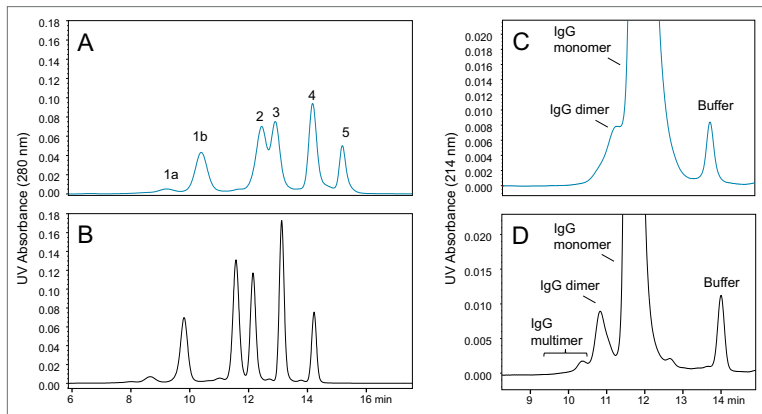 UV Absorbance (280 nm)
0.18
0.16
0.14
0.12
0.10
0.08
0.06
0.04
0.02
0.00
A
1a
1b
2
3
4
5
0.18
0.16
0.14
0.12
0.10
0.08
0.06
0.04
0.02
0.00
B
6 8 10 12 14 16 min
UV Absorbance (214 nm)
0.020
0.018
0.016
0.014
0.012
0.010
0.008
0.006
0.004
0.002
0.000
C
IgG
monomer
IgG dimer
Buffer
0.020
0.015
0.010
0.005
0.000
D
IgG
monomer
IgG dimer
IgG
multimer
Buffer
9 10 11 12 13 14 min